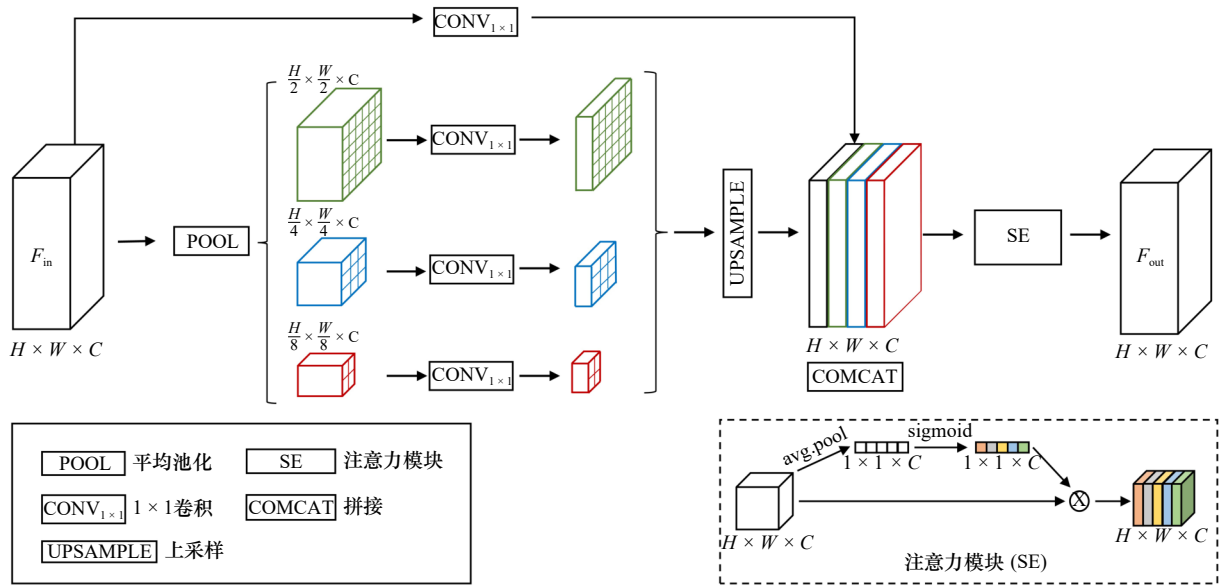 CONV1 × 1
H/2 × W/2 × C
CONV1 × 1
Fin
POOL
H × W × C
H/4 × W/4 × C
CONV1 × 1
H/8 × W/8 × C
CONV1 × 1
UPSAMPLE
H × W × C
COMCAT
SE
Fout
H × W × C
POOL 平均池化
SE 注意力模块
CONV1 × 1 1 × 1卷积
COMCAT 拼接
UPSAMPLE 上采样
avg.pool
sigmoid
1 × 1 × C
1 × 1 × C
X
H × W × C
H × W × C
注意力模块 (SE)